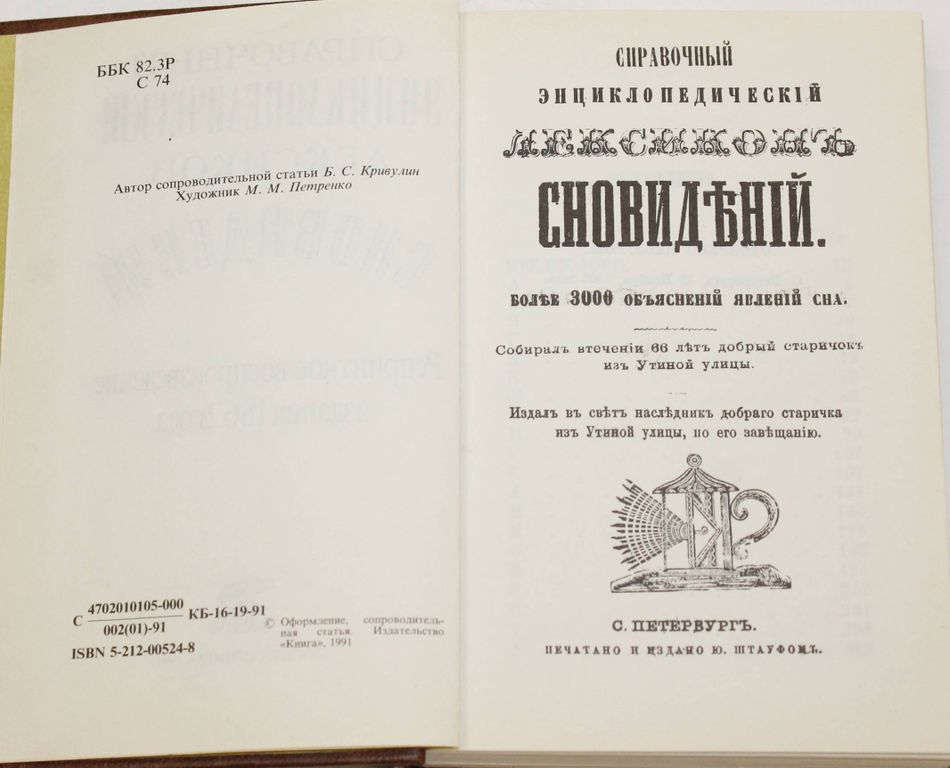 ББК 82.3Р
С 74
Автор сопроводительной статьи Б. С. Кривулин
Художник М. М. Петренко
С 4702010105-000
002(01)-91
КБ-16-19-91
© Оформление, сопроводитель-
ная статья. Издательство
«Книга», 1991
ISBN 5-212-00524-8
СПРАВОЧНЫЙ
ЭНЦИКЛОПЕДИЧЕСКІЙ
ЛЕКСИКОНЪ
СНОВИДѢНІЙ.
БОЛѢЕ 3000 ОБЪЯСНЕНІЙ ЯВЛЕНІЙ СНА.
Собиралъ втеченіи 66 лѣтъ добрый старичокъ
изъ Утиной улицы.
Издалъ въ свѣтъ наслѣдникъ добраго старичка
изъ Утиной улицы, по его завѣщанію.
С. ПЕТЕРБУРГЪ.
ПЕЧАТАНО И ИЗДАНО Ю. ШТАУФОМЪ.